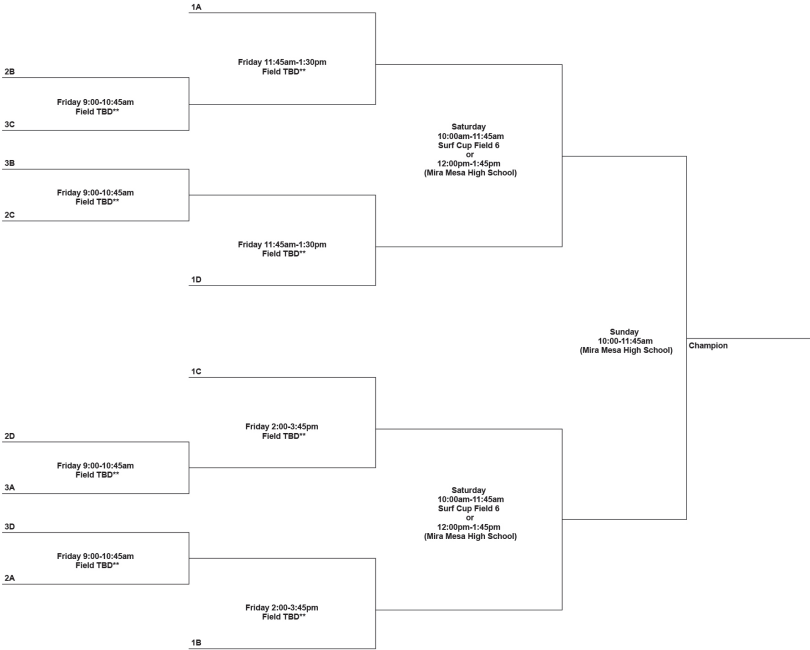 1A
Friday 11:45am-1:30pm
Field TBD**
2B
Friday 9:00-10:45am
Field TBD**
3C
Saturday
10:00am-11:45am
Surf Cup Field 6
or
12:00pm-1:45pm
(Mira Mesa High School)
3B
Friday 9:00-10:45am
Field TBD**
2C
Friday 11:45am-1:30pm
Field TBD**
1D
Sunday
10:00-11:45am
(Mira Mesa High School)
Champion
1C
Friday 2:00-3:45pm
Field TBD**
2D
Friday 9:00-10:45am
Field TBD**
3A
Saturday
10:00am-11:45am
Surf Cup Field 6
or
12:00pm-1:45pm
(Mira Mesa High School)
3D
Friday 9:00-10:45am
Field TBD**
2A
Friday 2:00-3:45pm
Field TBD**
1B